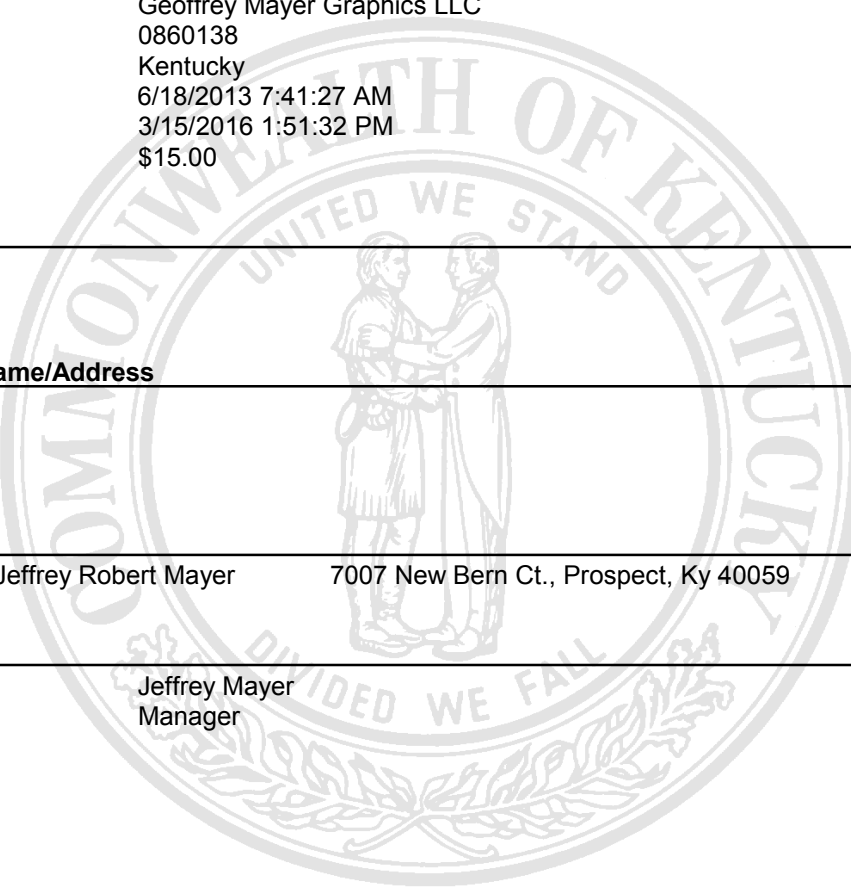 Geoffrey Mayer Graphics LLC
0860138
Kentucky
6/18/2013 7:41:27 AM
3/15/2016 1:51:32 PM
$15.00
COMMONWEALTH OF KENTUCKY
UNITED WE STAND
ame/Address
Jeffrey Robert Mayer 7007 New Bern Ct., Prospect, Ky 40059
DIVIDED WE FALL
Jeffrey Mayer
Manager